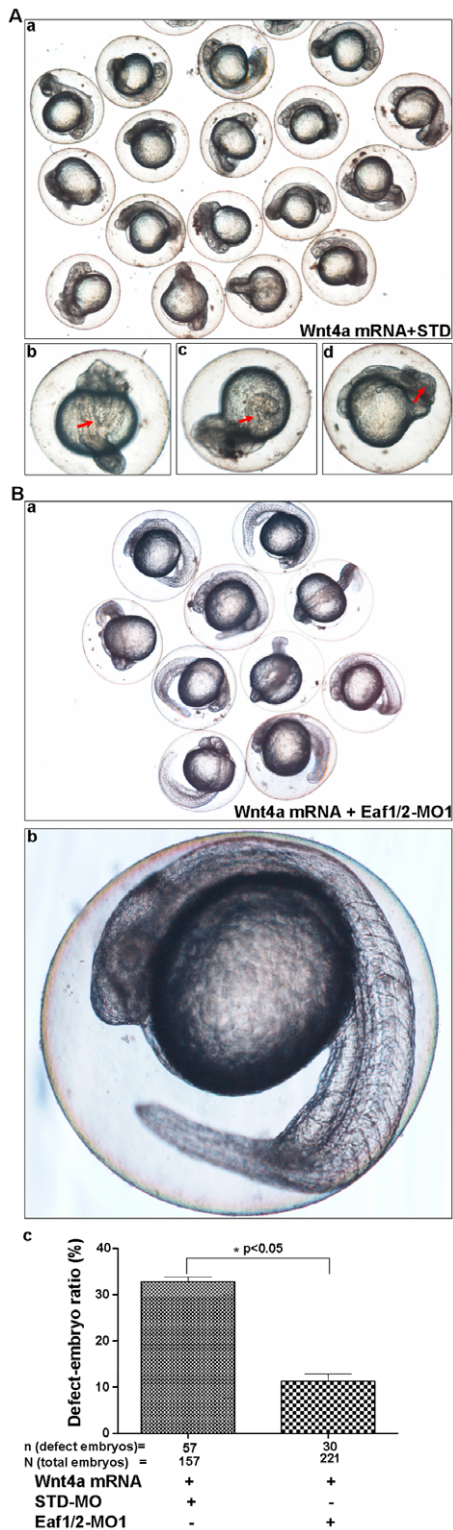 A
a
Wnt4a mRNA+STD
b
c
d
B
a
Wnt4a mRNA + Eaf1/2-MO1
b
c
Defect-embryo ratio (%)
40
* p<0.05
30
20
10
0
n (defect embryos)= 57 30
N (total embryos) = 157 221
Wnt4a mRNA + +
STD-MO + -
Eaf1/2-MO1 - +